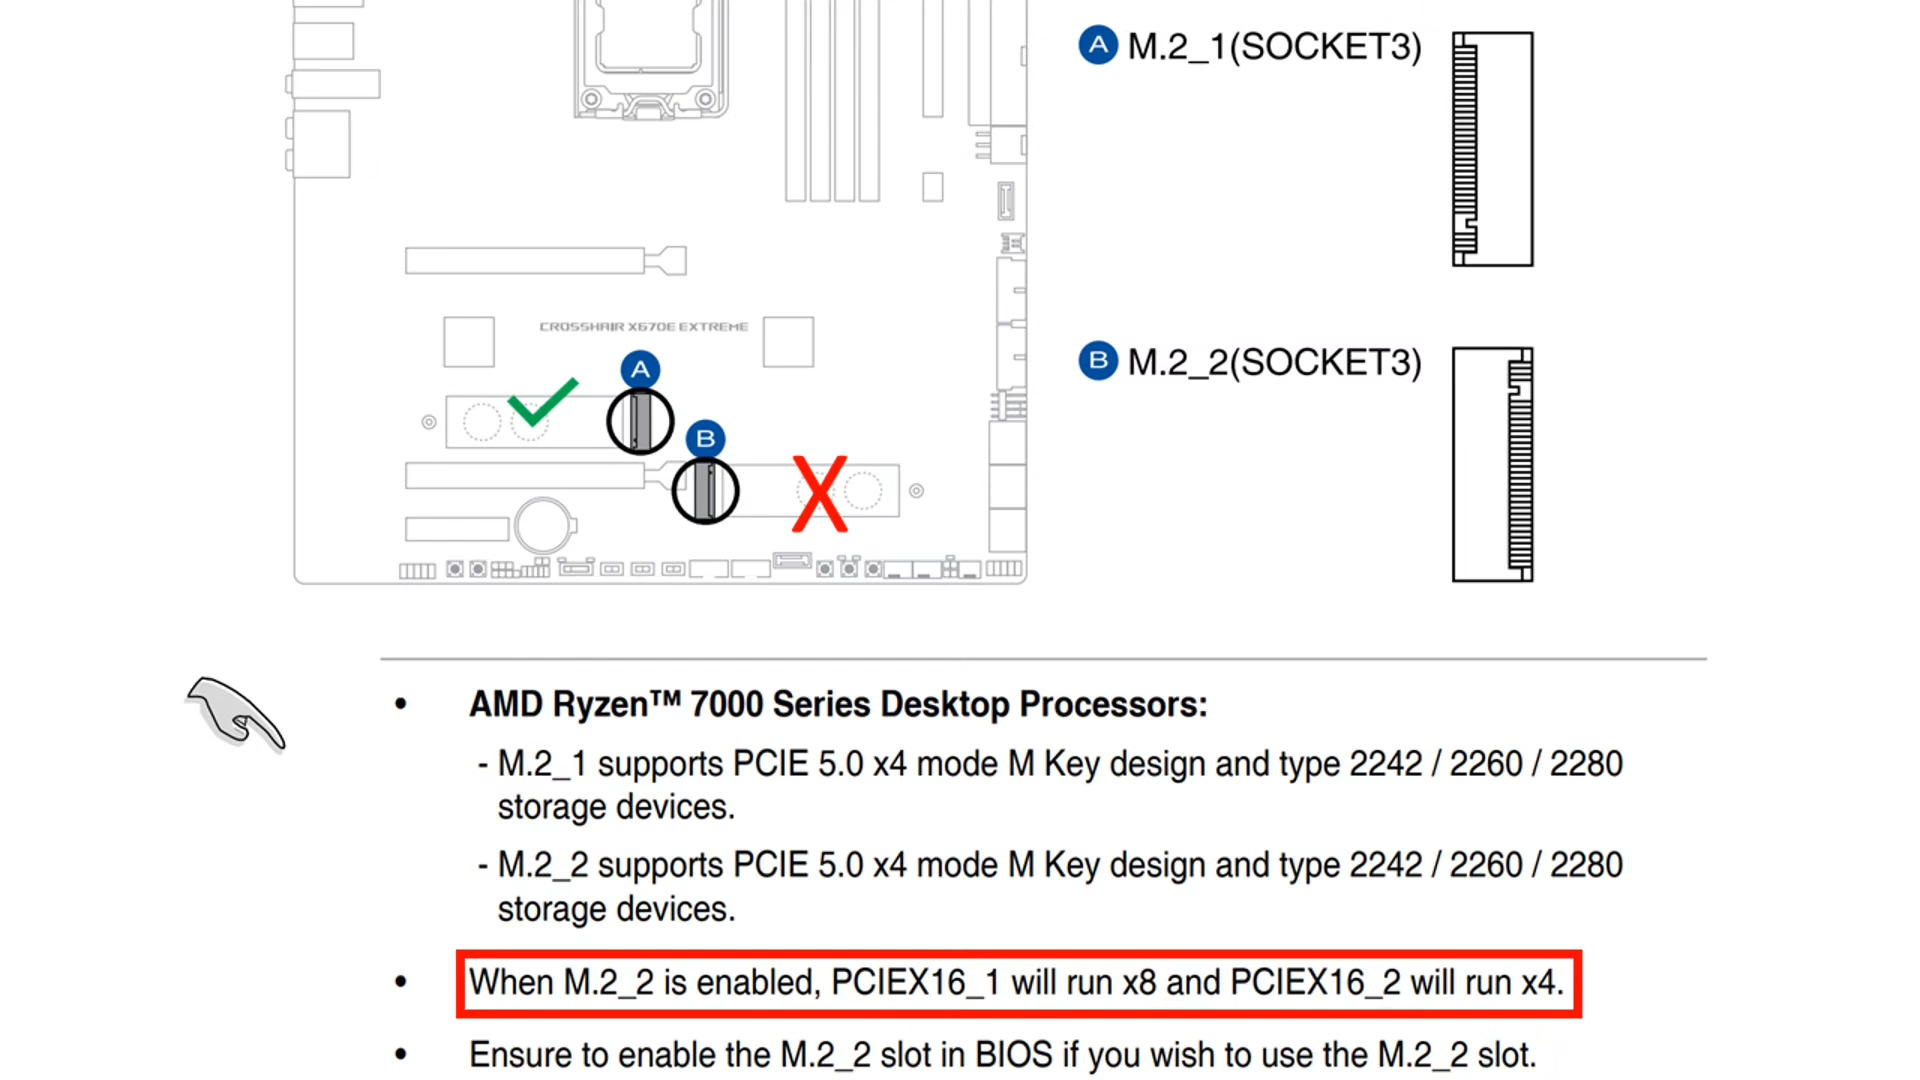 A M.2_1(SOCKET3)
CROSSHAIR X670E EXTREME
A
B M.2_2(SOCKET3)
B
X
• AMD Ryzen™ 7000 Series Desktop Processors:
- M.2_1 supports PCIE 5.0 x4 mode M Key design and type 2242 / 2260 / 2280
storage devices.
- M.2_2 supports PCIE 5.0 x4 mode M Key design and type 2242 / 2260 / 2280
storage devices.
• When M.2_2 is enabled, PCIEX16_1 will run x8 and PCIEX16_2 will run x4.
• Ensure to enable the M.2_2 slot in BIOS if you wish to use the M.2_2 slot.